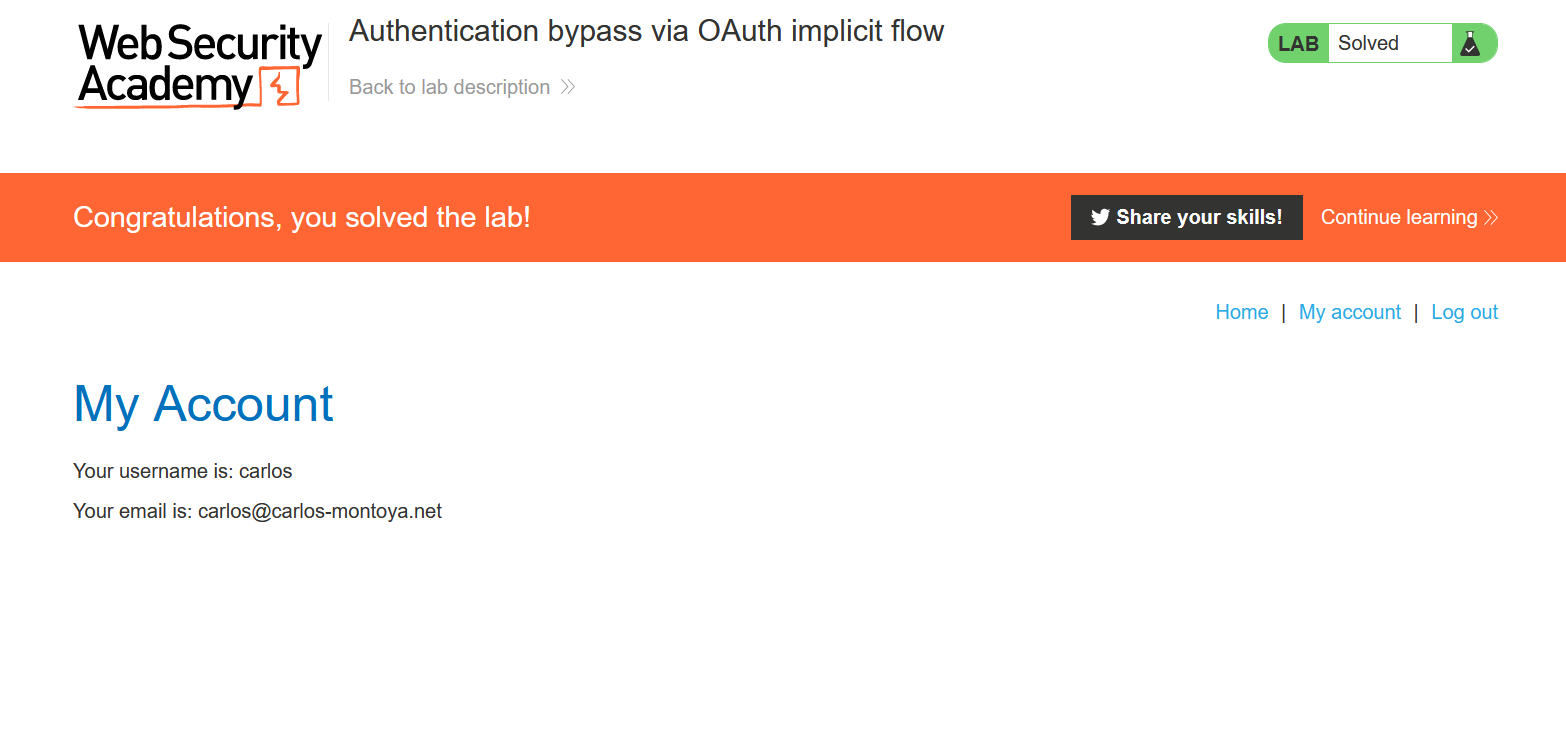 Web Security
Academy
Authentication bypass via OAuth implicit flow
Back to lab description
LAB Solved
Congratulations, you solved the lab!
Share your skills! Continue learning
Home | My account | Log out
My Account
Your username is: carlos
Your email is: carlos@carlos-montoya.net